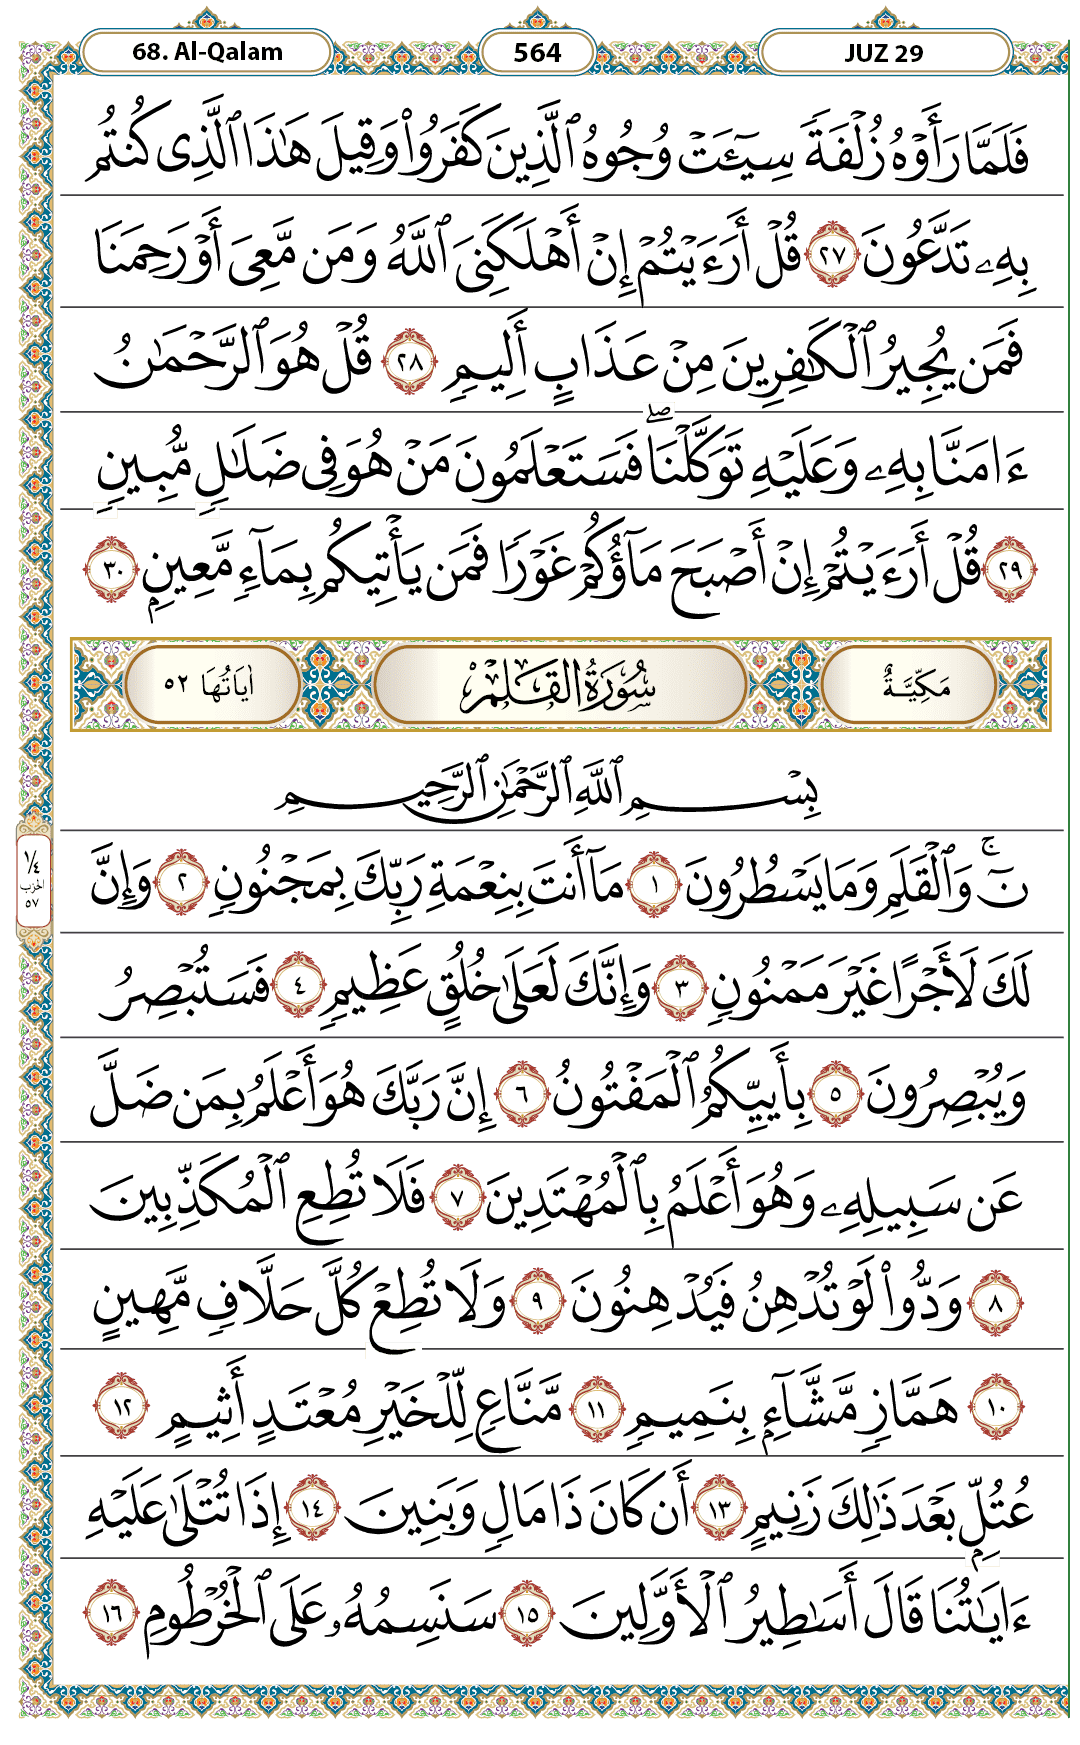 68. Al-Qalam
564
JUZ 29
فَلَمَّا رَأَوْهُ زُلْفَةً سِيٓـَٔتْ وُجُوهُ ٱلَّذِينَ كَفَرُوا۟ وَقِيلَ هَـٰذَا ٱلَّذِى كُنتُم
بِهِۦ تَدَّعُونَ ٢٧ قُلْ أَرَءَيْتُمْ إِنْ أَهْلَكَنِىَ ٱللَّهُ وَمَن مَّعِىَ أَوْ رَحِمَنَا
فَمَن يُجِيرُ ٱلْكَـٰفِرِينَ مِنْ عَذَابٍ أَلِيمٍ ٢٨ قُلْ هُوَ ٱلرَّحْمَـٰنُ
ءَامَنَّا بِهِۦ وَعَلَيْهِ تَوَكَّلْنَا ۖ فَسَتَعْلَمُونَ مَنْ هُوَ فِى ضَلَـٰلٍ مُّبِينٍ
٢٩ قُلْ أَرَءَيْتُمْ إِنْ أَصْبَحَ مَآؤُكُمْ غَوْرًا فَمَن يَأْتِيكُم بِمَآءٍ مَّعِينٍۭ ٣٠
مَكِّيَّةٌ
سُورَةُ الْقَلَمِ
اٰيَاتُهَا ٥٢
بِسْمِ ٱللَّهِ ٱلرَّحْمَـٰنِ ٱلرَّحِيمِ
نٓ ۚ وَٱلْقَلَمِ وَمَا يَسْطُرُونَ ١ مَآ أَنتَ بِنِعْمَةِ رَبِّكَ بِمَجْنُونٍ ٢ وَإِنَّ
لَكَ لَأَجْرًا غَيْرَ مَمْنُونٍ ٣ وَإِنَّكَ لَعَلَىٰ خُلُقٍ عَظِيمٍ ٤ فَسَتُبْصِرُ
وَيُبْصِرُونَ ٥ بِأَييِّكُمُ ٱلْمَفْتُونُ ٦ إِنَّ رَبَّكَ هُوَ أَعْلَمُ بِمَن ضَلَّ
عَن سَبِيلِهِۦ وَهُوَ أَعْلَمُ بِٱلْمُهْتَدِينَ ٧ فَلَا تُطِعِ ٱلْمُكَذِّبِينَ
٨ وَدُّوا۟ لَوْ تُدْهِنُ فَيُدْهِنُونَ ٩ وَلَا تُطِعْ كُلَّ حَلَّافٍ مَّهِينٍ
١٠ هَمَّازٍ مَّشَّآءٍۭ بِنَمِيمٍ ١١ مَّنَّاعٍ لِّلْخَيْرِ مُعْتَدٍ أَثِيمٍ ١٢
عُتُلٍّۭ بَعْدَ ذَٰلِكَ زَنِيمٍ ١٣ أَن كَانَ ذَا مَالٍ وَبَنِينَ ١٤ إِذَا تُتْلَىٰ عَلَيْهِ
ءَايَـٰتُنَا قَالَ أَسَـٰطِيرُ ٱلْأَوَّلِينَ ١٥ سَنَسِمُهُۥ عَلَى ٱلْخُرْطُومِ ١٦
١/٤
الحزب
٥٧